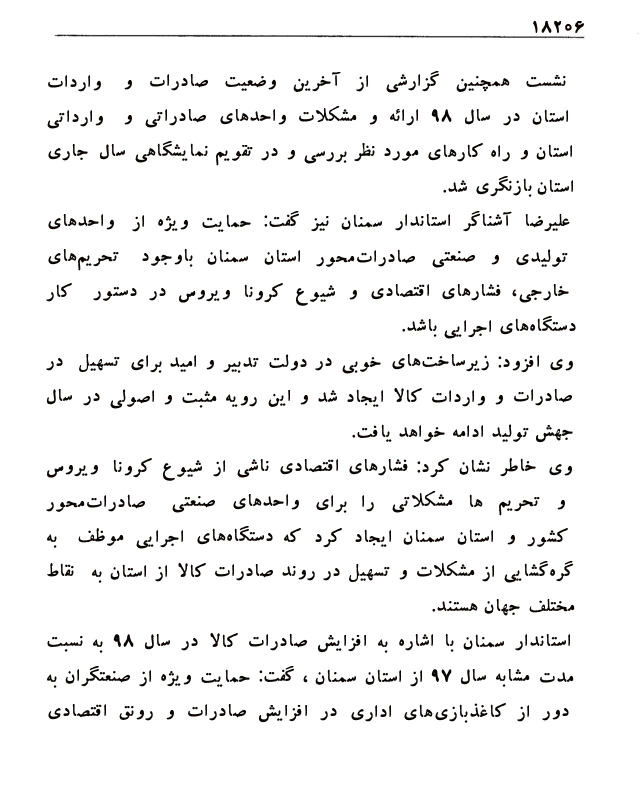 ۱۸۲۰۶
نشست همچنین گزارشی از آخرین وضعیت صادرات و واردات
استان در سال ۹۸ ارائه و مشکلات واحدهای صادراتی و وارداتی
استان و راه کارهای مورد نظر بررسی و در تقویم نمایشگاهی سال جاری
استان بازنگری شد.
علیرضا آشناگر استاندار سمنان نیز گفت: حمایت ویژه از واحدهای
تولیدی و صنعتی صادرات‌محور استان سمنان باوجود تحریم‌های
خارجی، فشارهای اقتصادی و شیوع کرونا ویروس در دستور کار
دستگاه‌های اجرایی باشد.
وی افزود: زیرساخت‌های خوبی در دولت تدبیر و امید برای تسهیل در
صادرات و واردات کالا ایجاد شد و این رویه مثبت و اصولی در سال
جهش تولید ادامه خواهد یافت.
وی خاطر نشان کرد: فشارهای اقتصادی ناشی از شیوع کرونا ویروس
و تحریم ها مشکلاتی را برای واحدهای صنعتی صادرات‌محور
کشور و استان سمنان ایجاد کرد که دستگاه‌های اجرایی موظف به
گره‌گشایی از مشکلات و تسهیل در روند صادرات کالا از استان به نقاط
مختلف جهان هستند.
استاندار سمنان با اشاره به افزایش صادرات کالا در سال ۹۸ به نسبت
مدت مشابه سال ۹۷ از استان سمنان ، گفت: حمایت ویژه از صنعتگران به
دور از کاغذبازی‌های اداری در افزایش صادرات و رونق اقتصادی